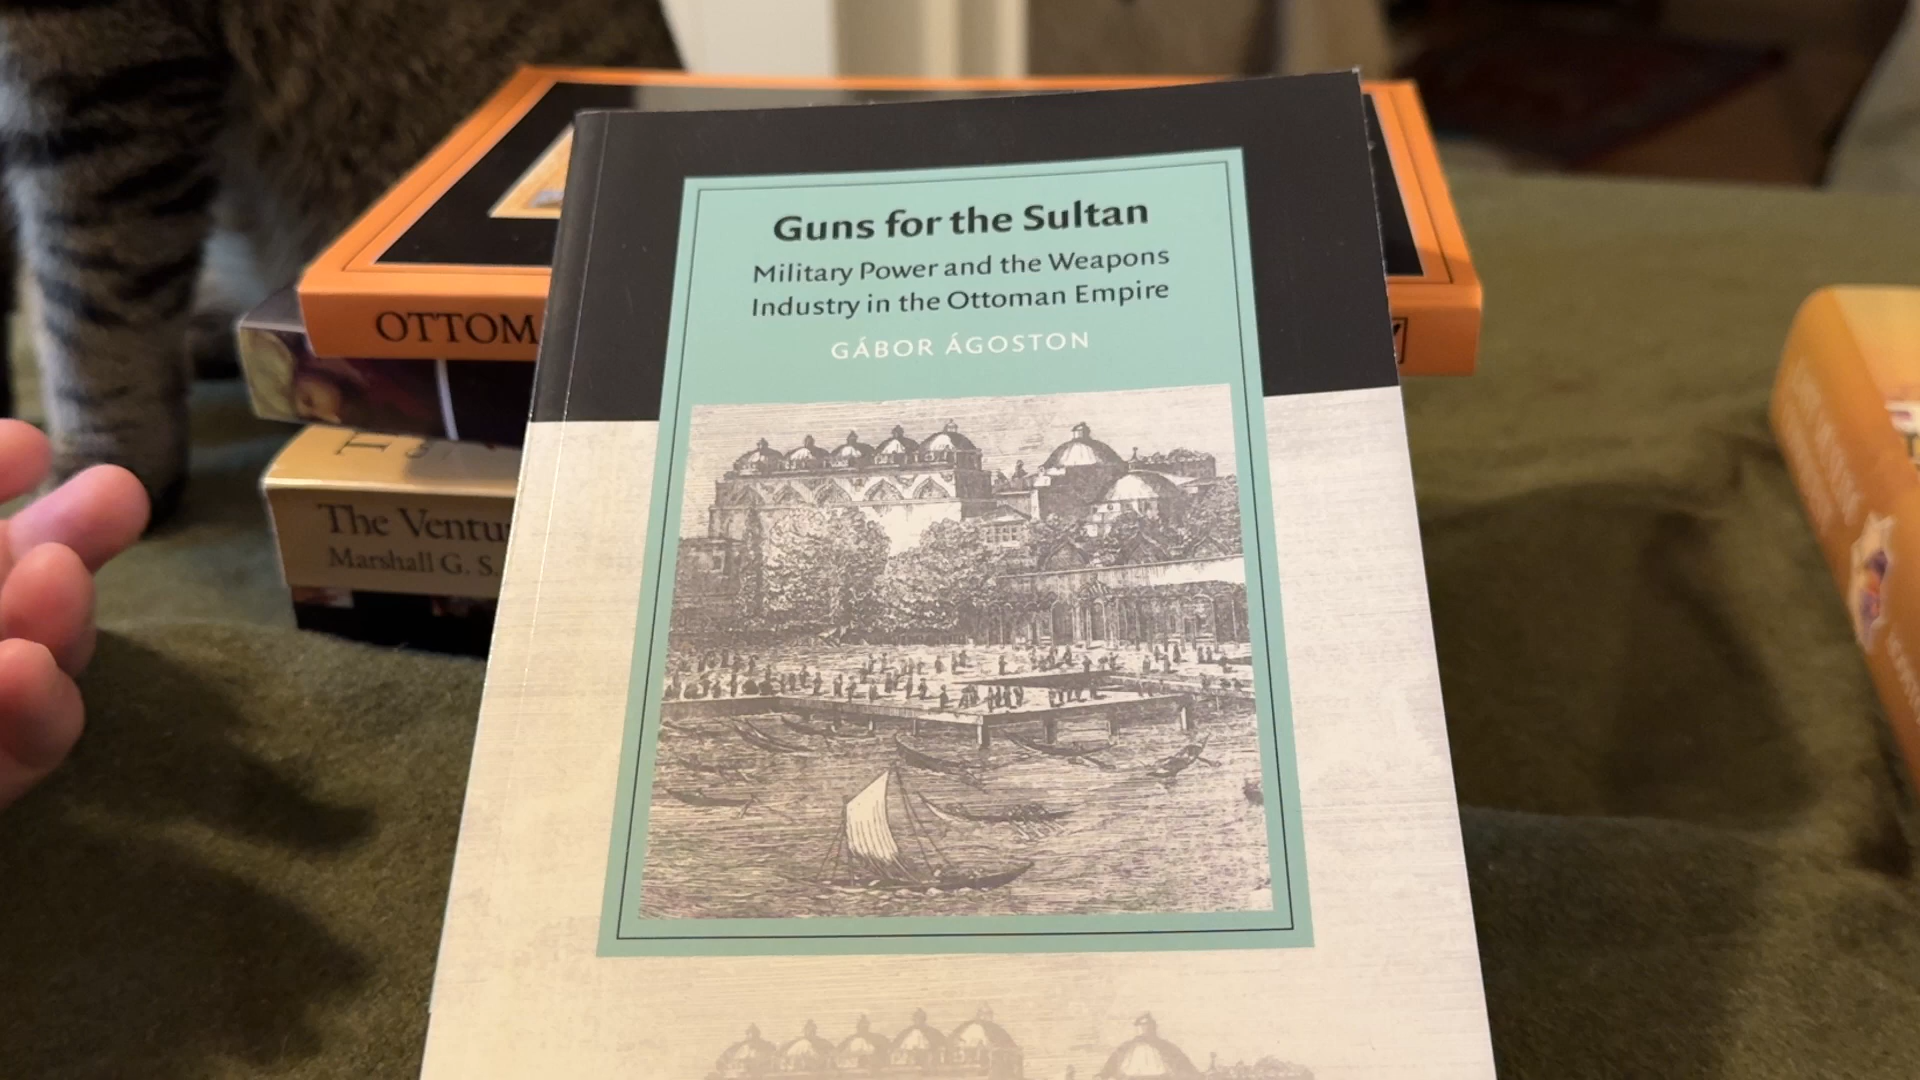 Guns for the Sultan
Military Power and the Weapons
Industry in the Ottoman Empire
GÁBOR ÁGOSTON
OTTOM
The Ventu
Marshall G. S.